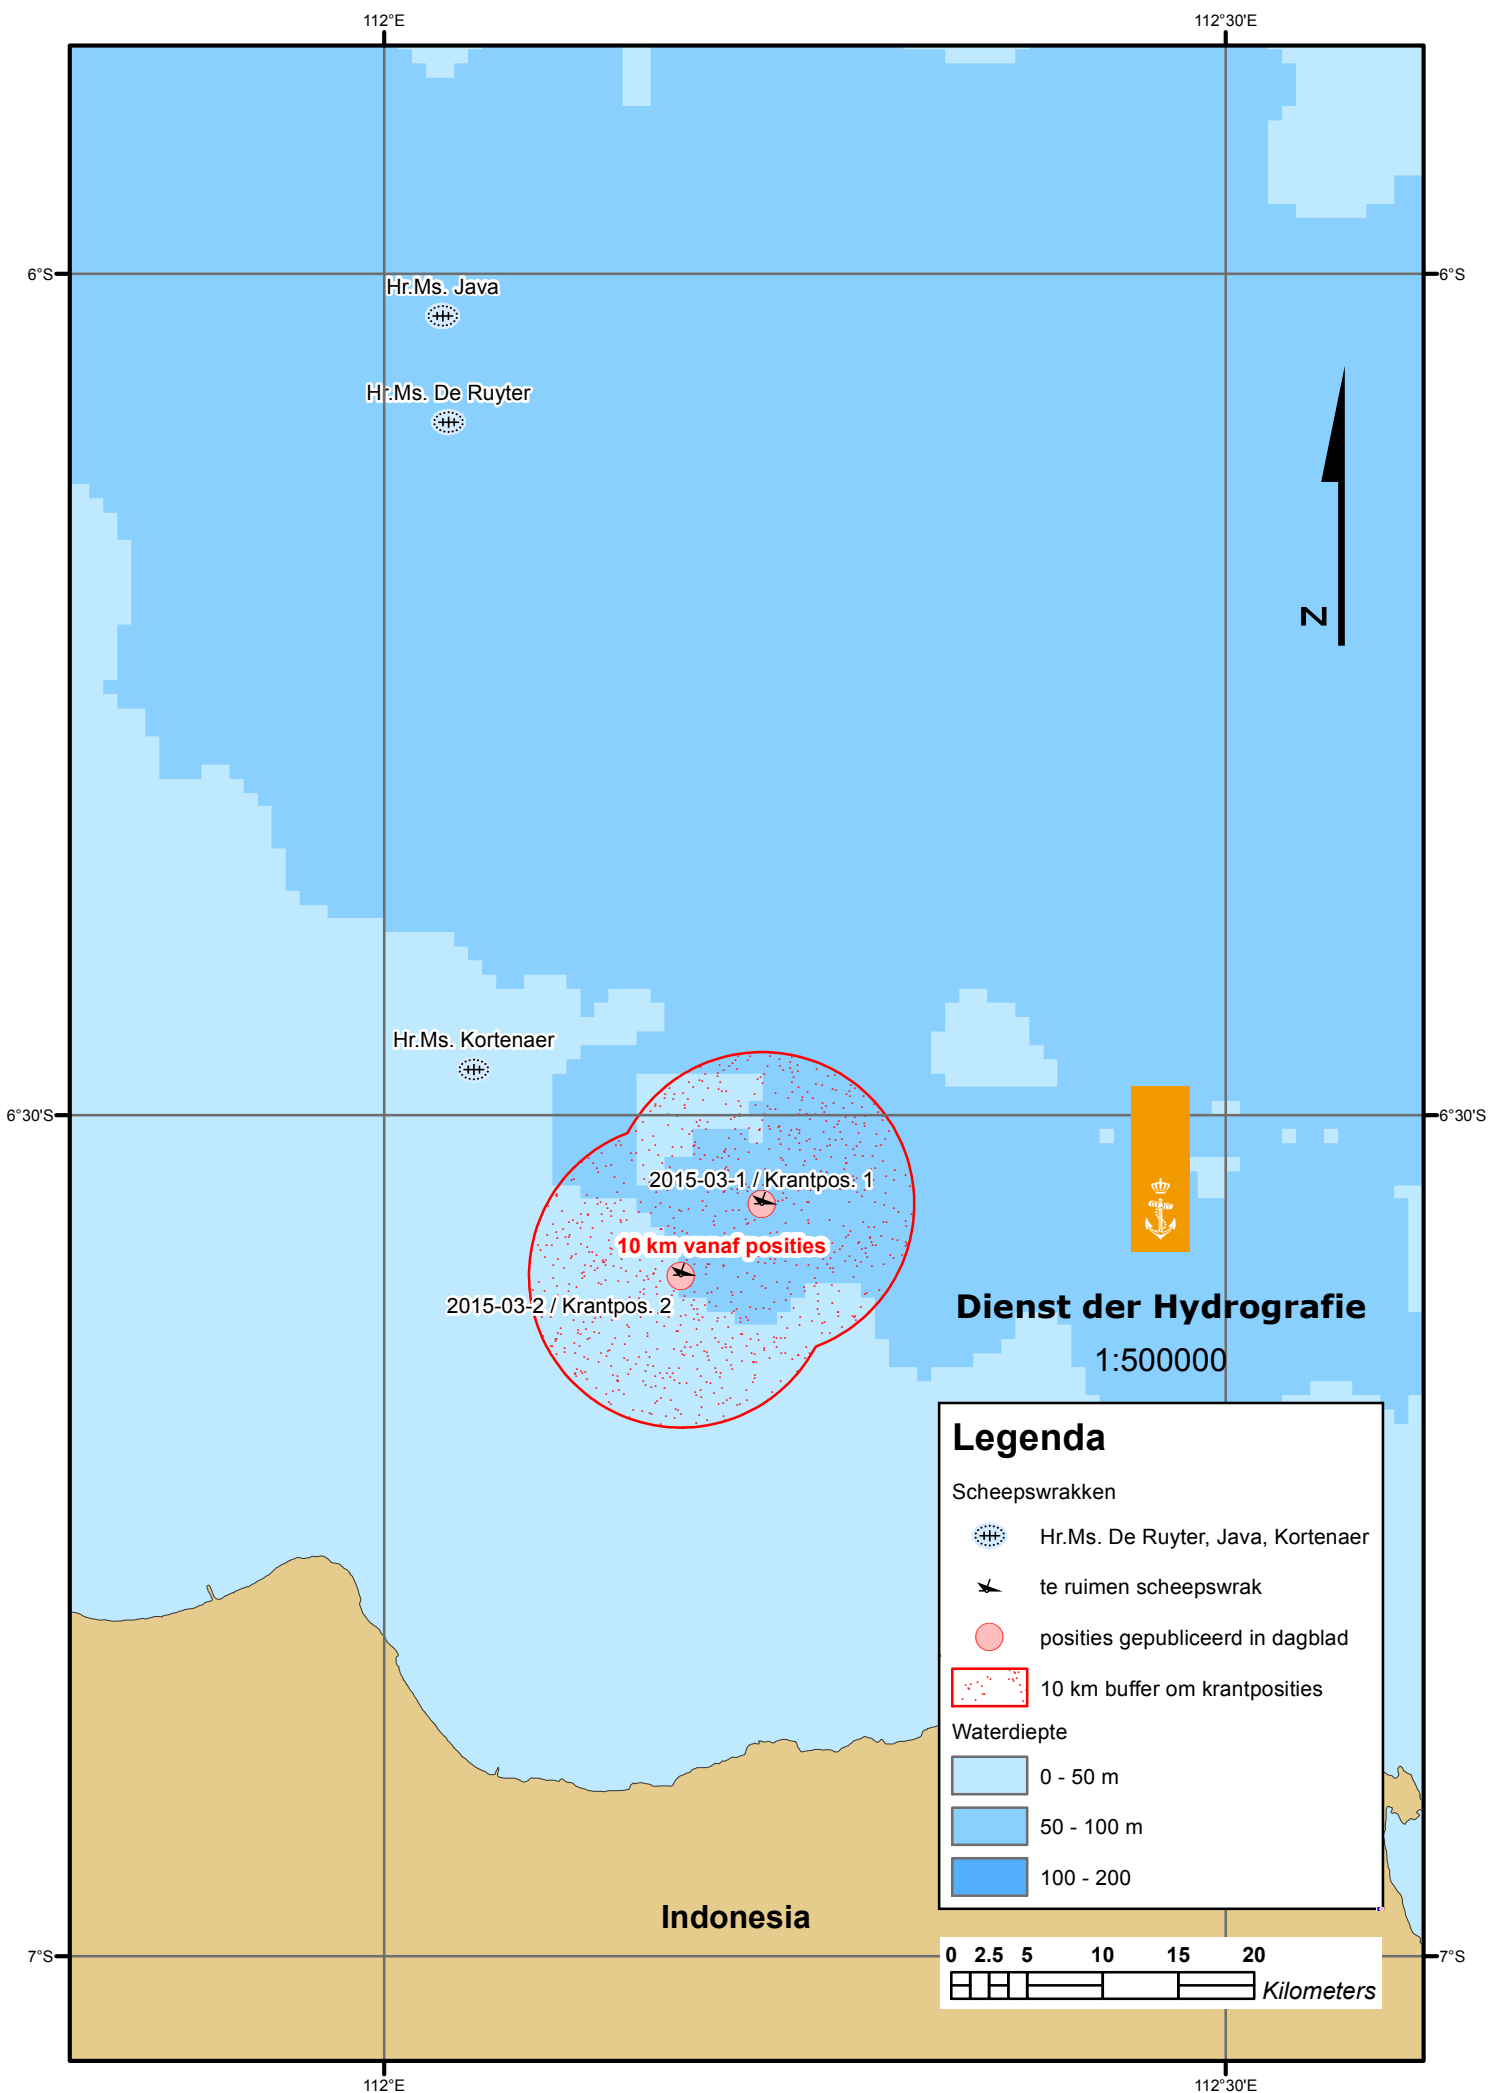 112°E
112°30'E
6°S
6°S
Hr.Ms. Java
Hr.Ms. De Ruyter
N
Hr.Ms. Kortenaer
6°30'S
6°30'S
2015-03-1 / Krantpos. 1
10 km vanaf posities
2015-03-2 / Krantpos. 2
Dienst der Hydrografie
1:500000
Legenda
Scheepswrakken
Hr.Ms. De Ruyter, Java, Kortenaer
te ruimen scheepswrak
posities gepubliceerd in dagblad
10 km buffer om krantposities
Waterdiepte
0 - 50 m
50 - 100 m
100 - 200
Indonesia
7°S
7°S
0 2.5 5 10 15 20
Kilometers
112°E
112°30'E